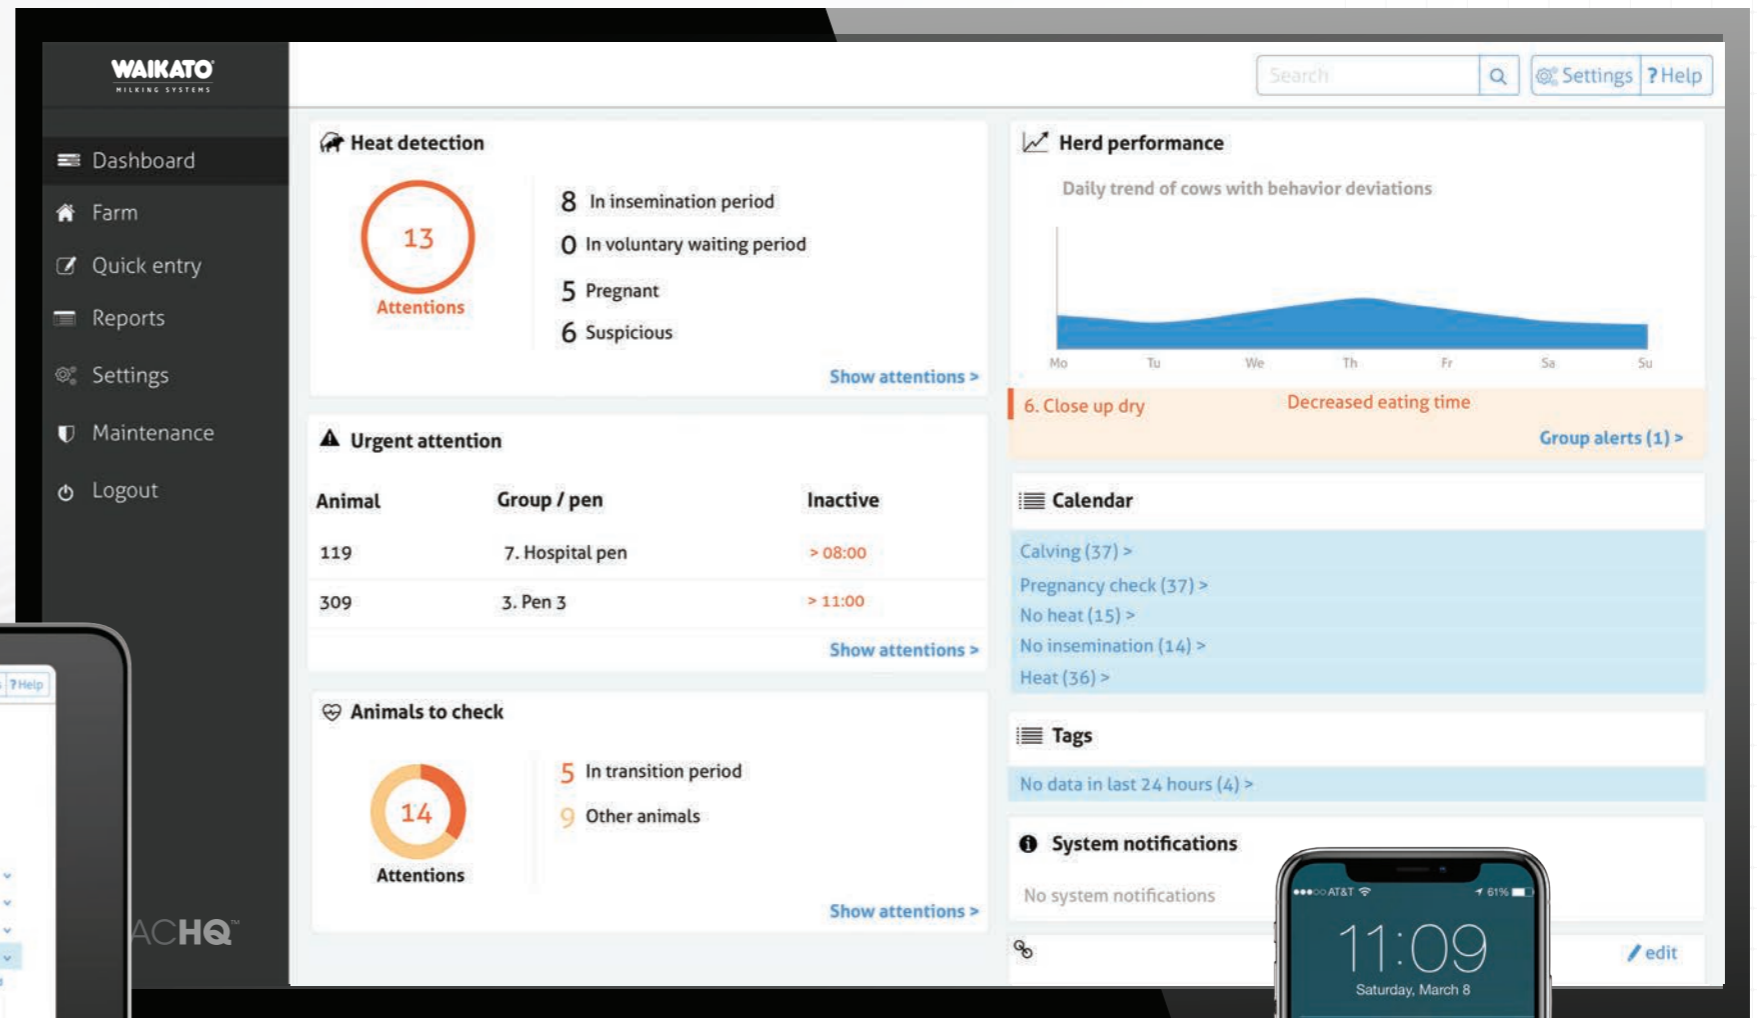 WAIKATO
MILKING SYSTEMS
Search
Settings
? Help
Dashboard
Farm
Quick entry
Reports
Settings
Maintenance
Logout
ACHQ™
Heat detection
13
Attentions
8 In insemination period
0 In voluntary waiting period
5 Pregnant
6 Suspicious
Show attentions >
Urgent attention
Animal Group / pen Inactive
119 7. Hospital pen > 08:00
309 3. Pen 3 > 11:00
Show attentions >
Animals to check
14
Attentions
5 In transition period
9 Other animals
Show attentions >
Herd performance
Daily trend of cows with behavior deviations
Mo Tu We Th Fr Sa Su
6. Close up dry Decreased eating time
Group alerts (1) >
Calendar
Calving (37) >
Pregnancy check (37) >
No heat (15) >
No insemination (14) >
Heat (36) >
Tags
No data in last 24 hours (4) >
System notifications
No system notifications
edit
? Help
AT&T 61%
11:09
Saturday, March 8